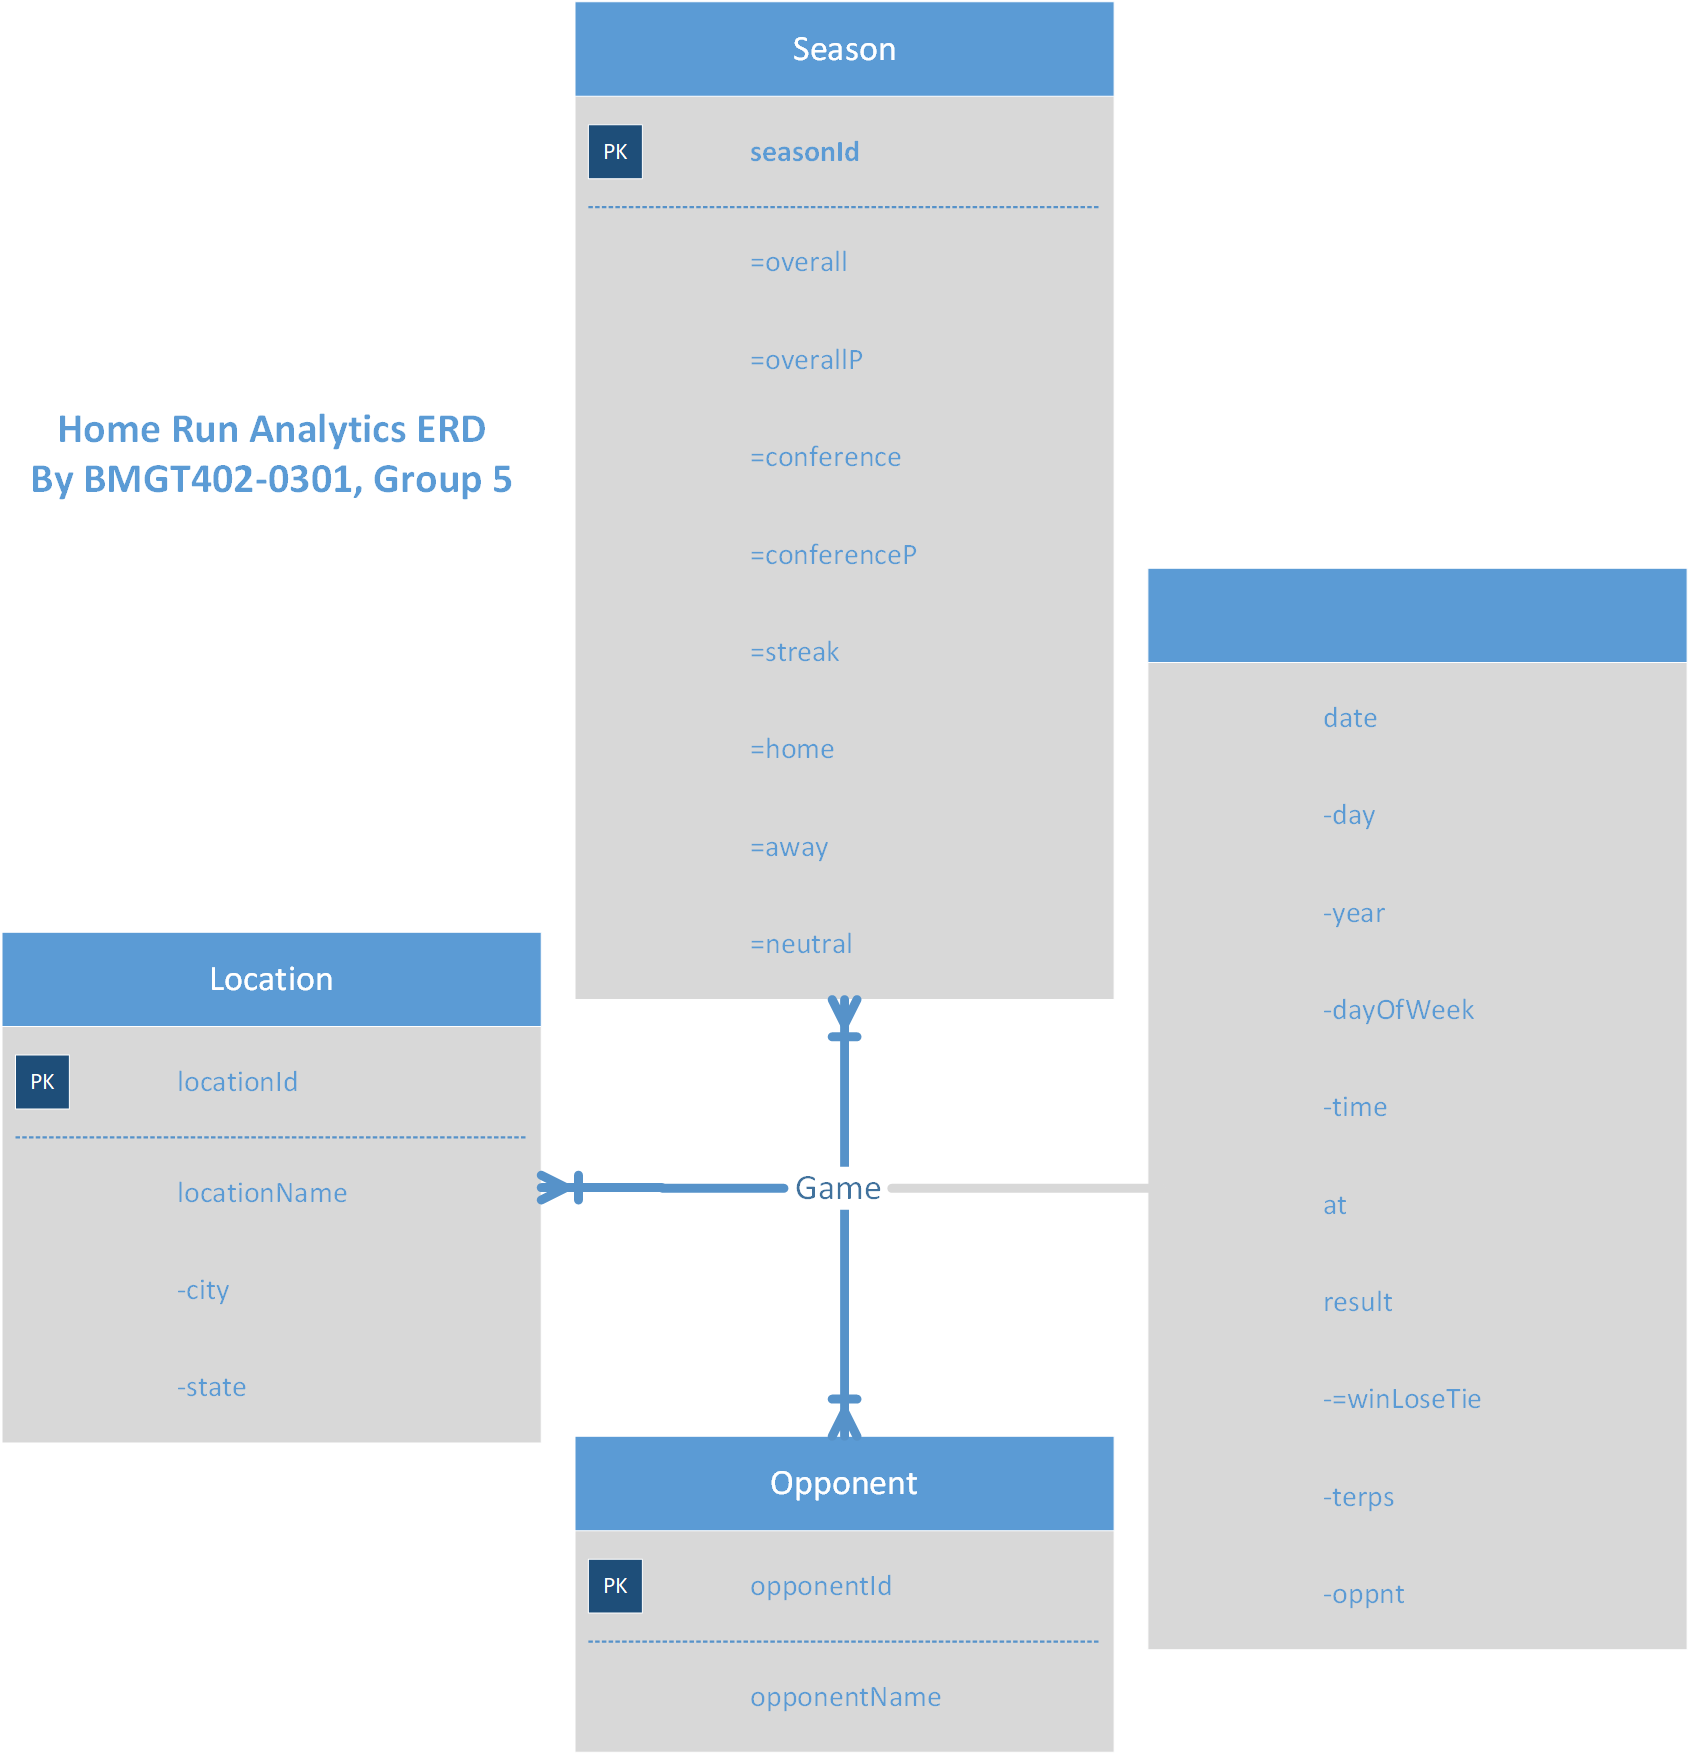 Season
PK
seasonId
=overall
=overallP
=conference
=conferenceP
=streak
=home
=away
=neutral
Home Run Analytics ERD
By BMGT402-0301, Group 5
date
-day
-year
-dayOfWeek
-time
at
result
-=winLoseTie
-terps
-oppnt
Location
PK
locationId
locationName
-city
-state
Game
Opponent
PK
opponentId
opponentName